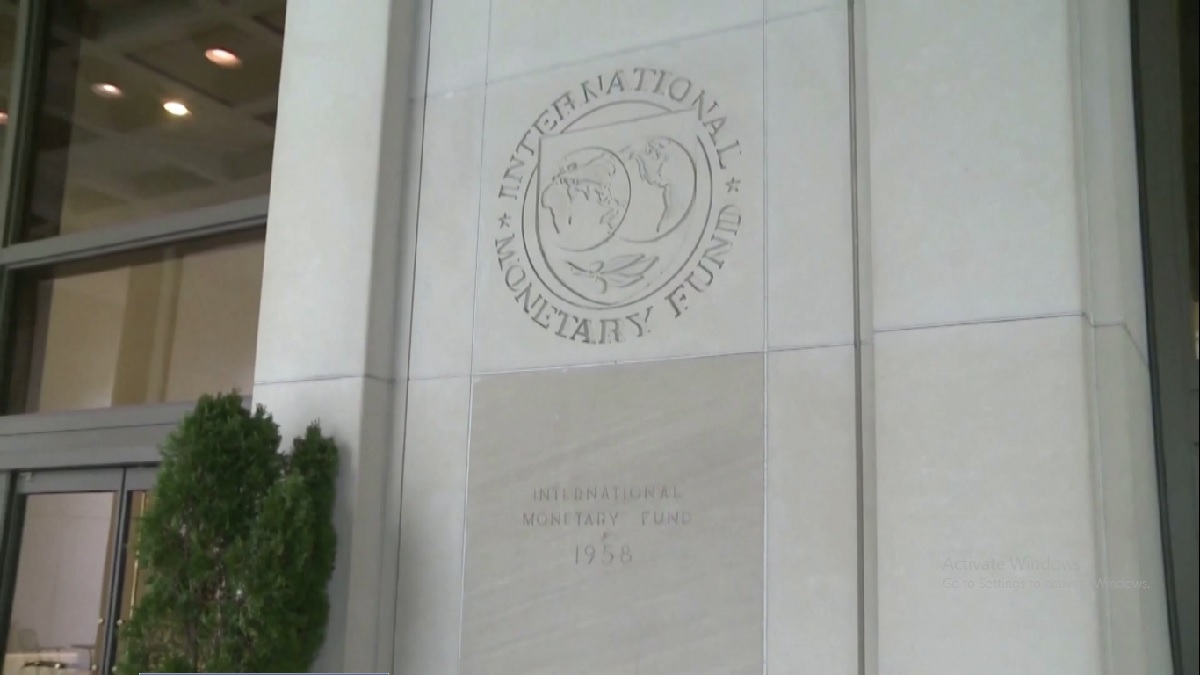 INTERNATIONAL
MONETARY FUND
INTERNATIONAL
MONETARY FUND
1958
Activate Windows
Go to Settings to activate Windows.